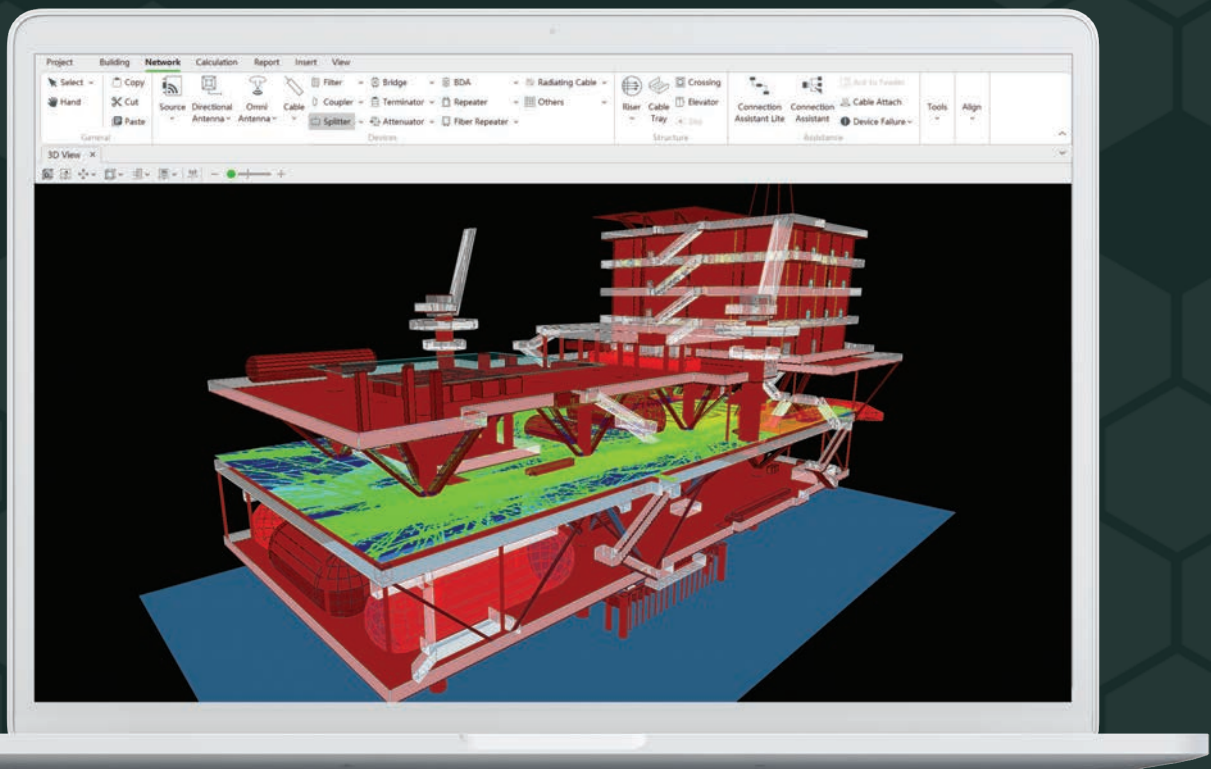 Project Building Network Calculation Report Insert View
Select Copy Filter Bridge BDA Radiating Cable Crossing
Hand Cut Source Directional Antenna Omni Antenna Cable Coupler Terminator Repeater Others Riser Cable Tray Elevator Connection Assistant Lite Connection Assistant Cable Attach Tools Align
Paste Splitter Attenuator Fiber Repeater Device Failure
General Devices Structure Assistance
3D View ×